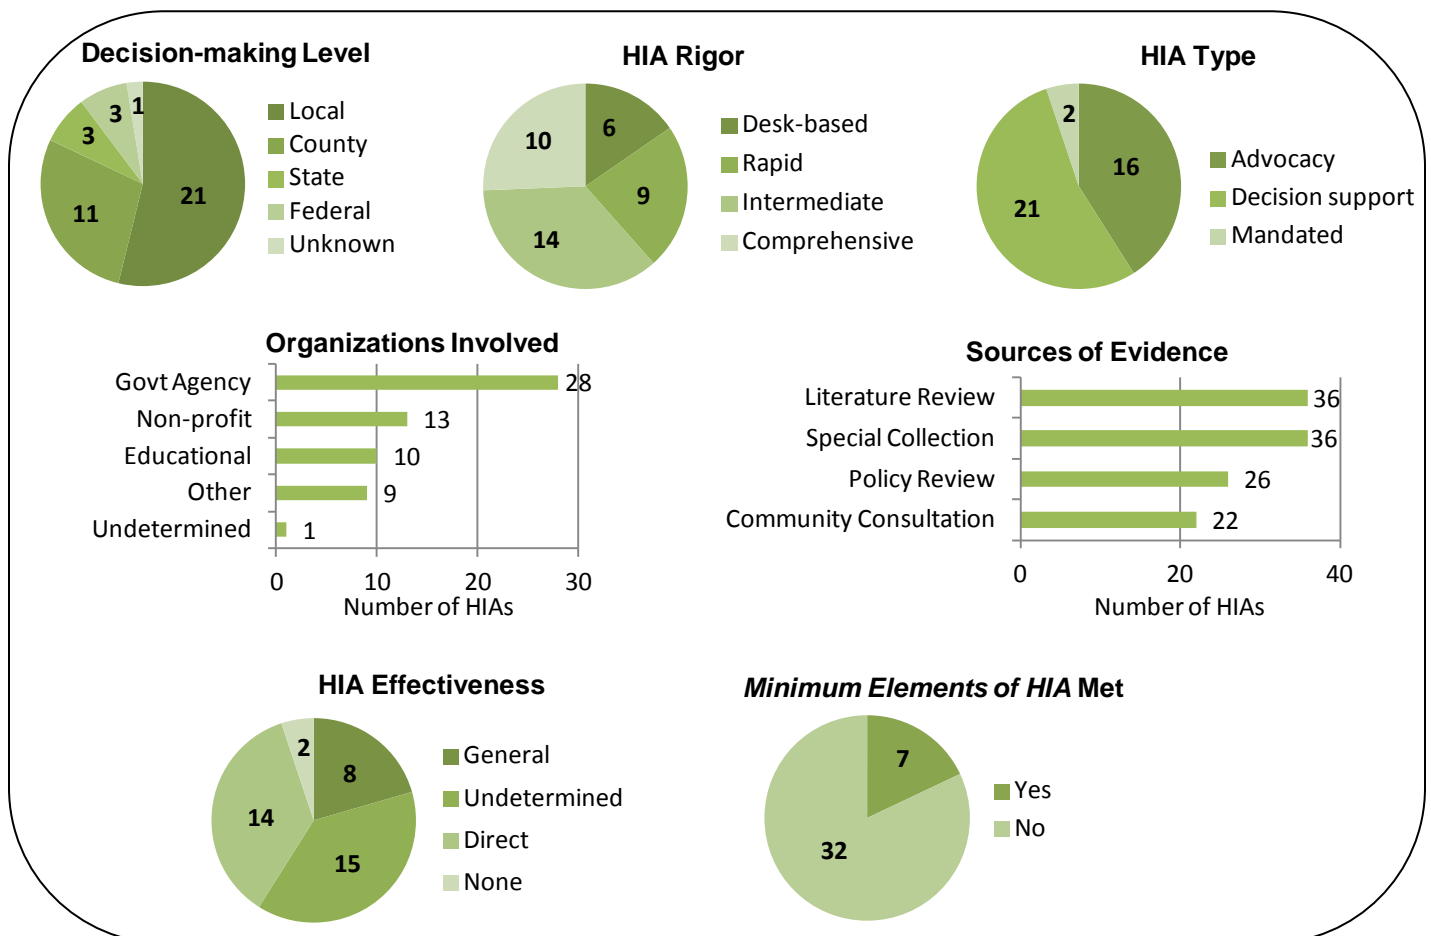 Decision-making Level
3
1
3
11
21
Local
County
State
Federal
Unknown
HIA Rigor
10
6
9
14
Desk-based
Rapid
Intermediate
Comprehensive
HIA Type
2
16
21
Advocacy
Decision support
Mandated
Organizations Involved
Govt Agency 28
Non-profit 13
Educational 10
Other 9
Undetermined 1
0 10 20 30
Number of HIAs
Sources of Evidence
Literature Review 36
Special Collection 36
Policy Review 26
Community Consultation 22
0 20 40
Number of HIAs
HIA Effectiveness
2
8
14
15
General
Undetermined
Direct
None
Minimum Elements of HIA Met
7
32
Yes
No